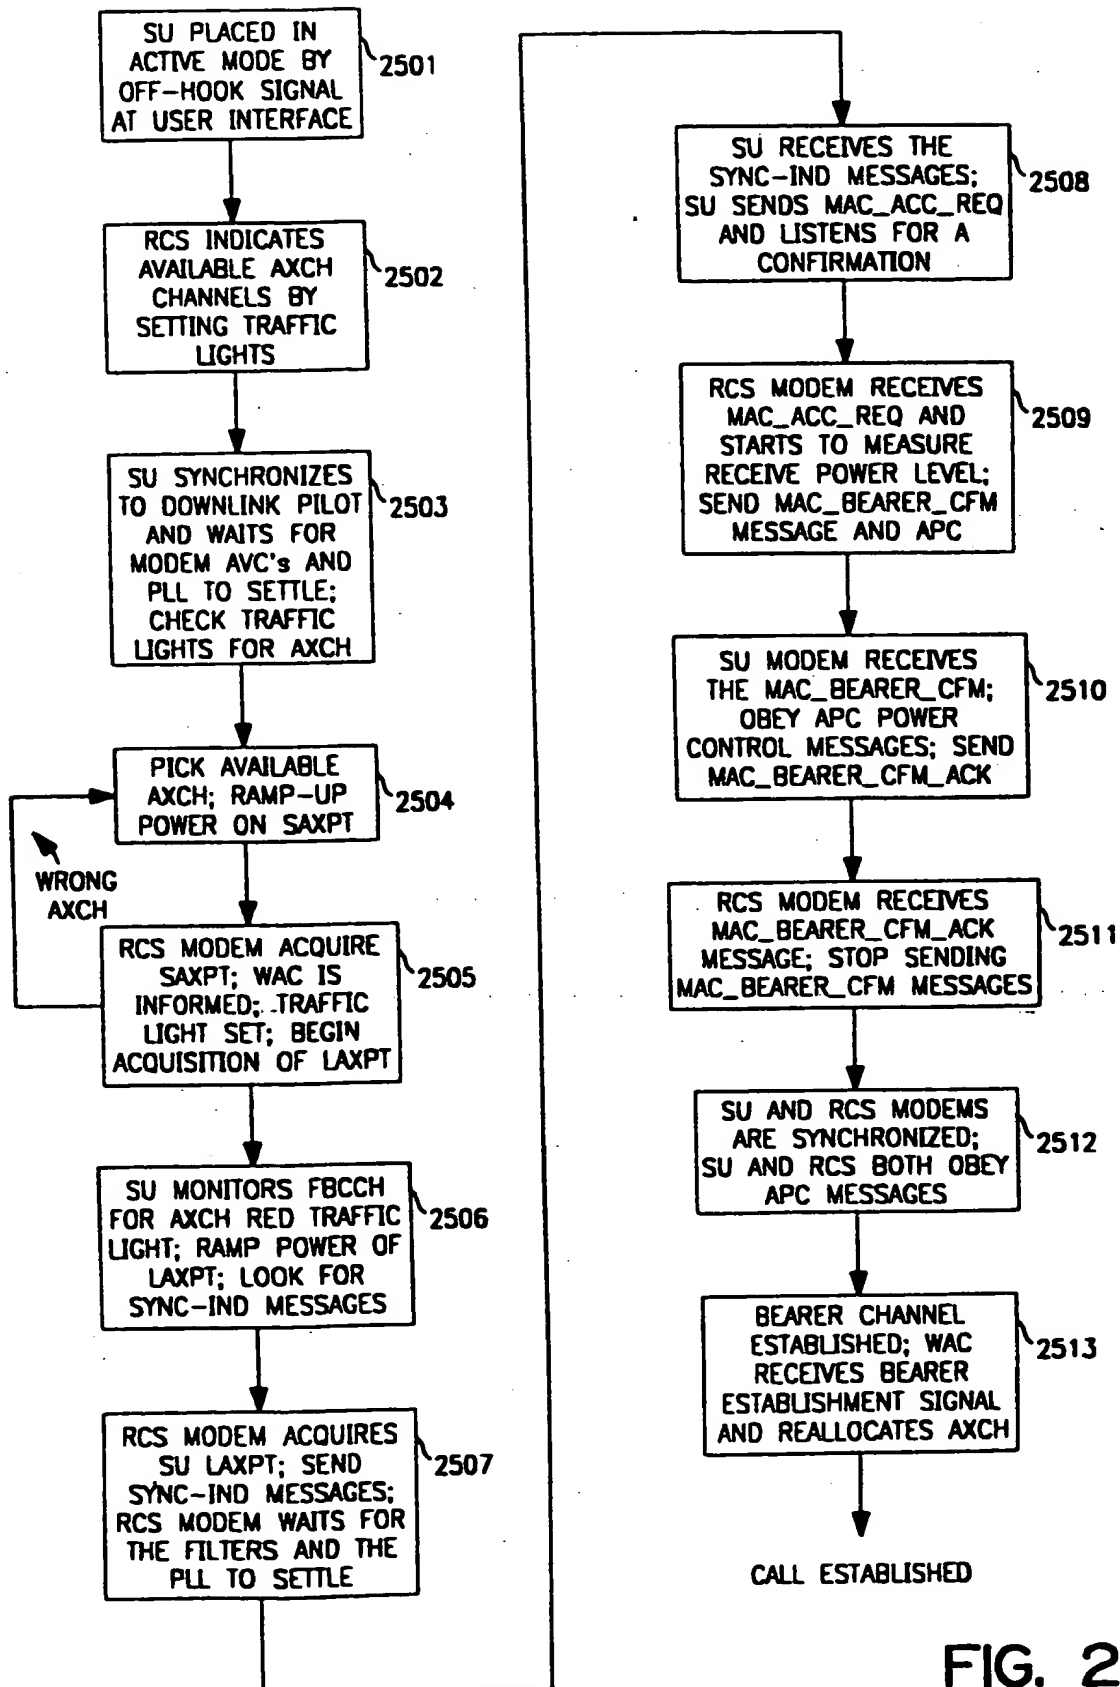 SU PLACED IN
ACTIVE MODE BY
OFF-HOOK SIGNAL
AT USER INTERFACE
2501
RCS INDICATES
AVAILABLE AXCH
CHANNELS BY
SETTING TRAFFIC
LIGHTS
2502
SU SYNCHRONIZES
TO DOWNLINK PILOT
AND WAITS FOR
MODEM AVC's AND
PLL TO SETTLE;
CHECK TRAFFIC
LIGHTS FOR AXCH
2503
PICK AVAILABLE
AXCH; RAMP-UP
POWER ON SAXPT
2504
WRONG
AXCH
RCS MODEM ACQUIRE
SAXPT; WAC IS
INFORMED; TRAFFIC
LIGHT SET; BEGIN
ACQUISITION OF LAXPT
2505
SU MONITORS FBCCH
FOR AXCH RED TRAFFIC
LIGHT; RAMP POWER OF
LAXPT; LOOK FOR
SYNC-IND MESSAGES
2506
RCS MODEM ACQUIRES
SU LAXPT; SEND
SYNC-IND MESSAGES;
RCS MODEM WAITS FOR
THE FILTERS AND THE
PLL TO SETTLE
2507
SU RECEIVES THE
SYNC-IND MESSAGES;
SU SENDS MAC_ACC_REQ
AND LISTENS FOR A
CONFIRMATION
2508
RCS MODEM RECEIVES
MAC_ACC_REQ AND
STARTS TO MEASURE
RECEIVE POWER LEVEL;
SEND MAC_BEARER_CFM
MESSAGE AND APC
2509
SU MODEM RECEIVES
THE MAC_BEARER_CFM;
OBEY APC POWER
CONTROL MESSAGES; SEND
MAC_BEARER_CFM_ACK
2510
RCS MODEM RECEIVES
MAC_BEARER_CFM_ACK
MESSAGE; STOP SENDING
MAC_BEARER_CFM MESSAGES
2511
SU AND RCS MODEMS
ARE SYNCHRONIZED;
SU AND RCS BOTH OBEY
APC MESSAGES
2512
BEARER CHANNEL
ESTABLISHED; WAC
RECEIVES BEARER
ESTABLISHMENT SIGNAL
AND REALLOCATES AXCH
2513
CALL ESTABLISHED
FIG. 2